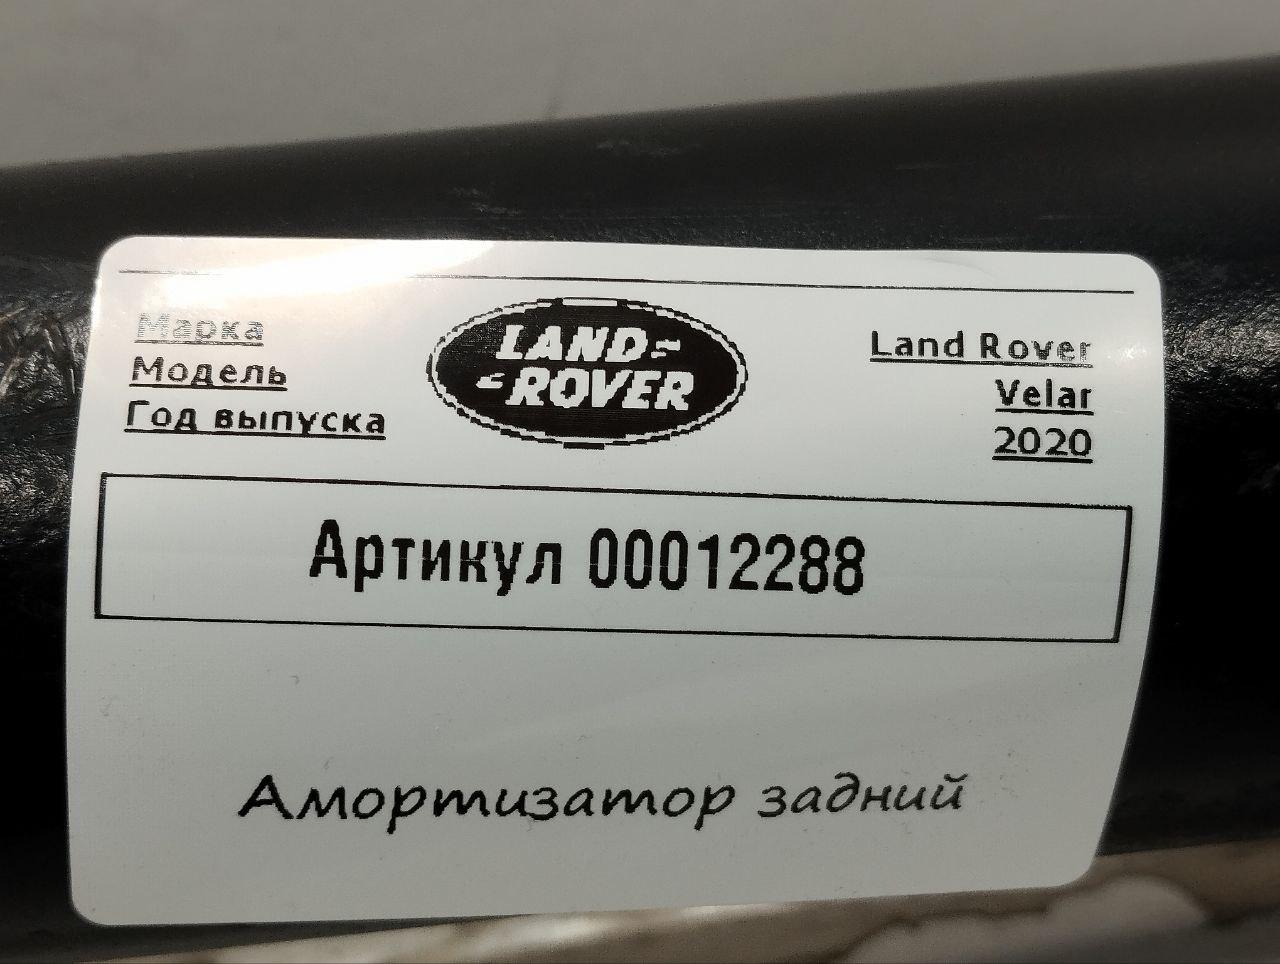 Марка
Модель
Год выпуска
LAND
ROVER
Land Rover
Velar
2020
Артикул 00012288
Амортизатор задний